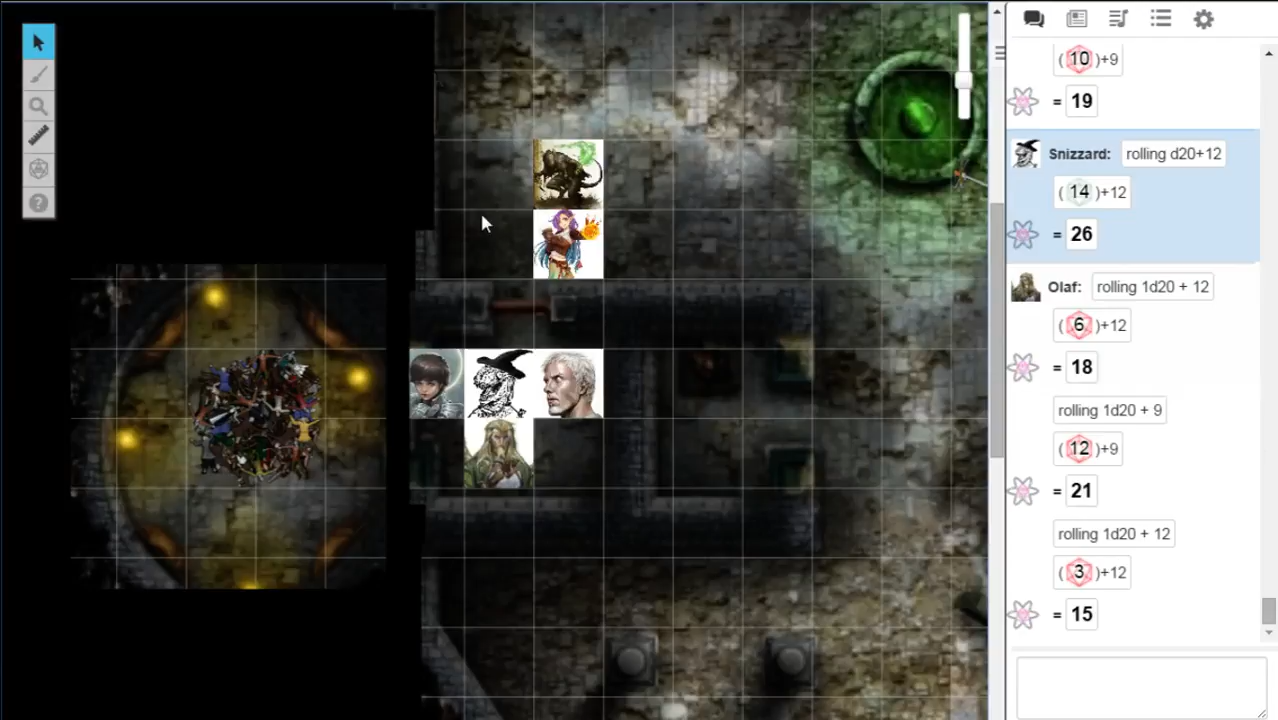 (10)+9
= 19
Snizzard: rolling d20+12
(14)+12
= 26
Olaf: rolling 1d20 + 12
(6)+12
= 18
rolling 1d20 + 9
(12)+9
= 21
rolling 1d20 + 12
(3)+12
= 15
?